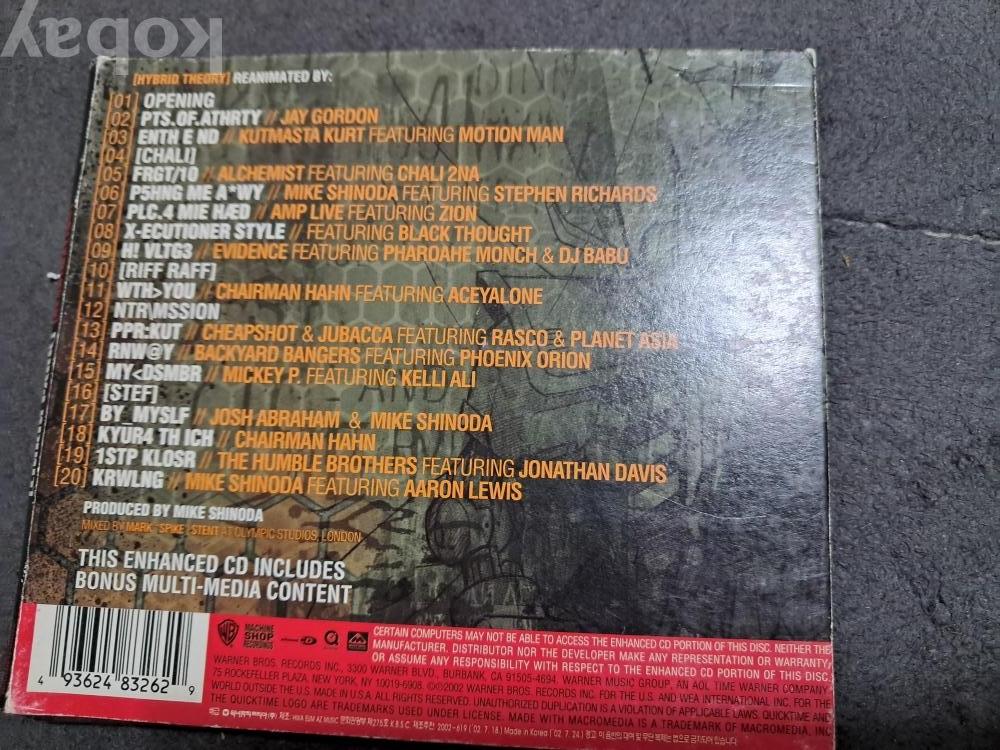 kobay
[HYBRID THEORY] REANIMATED BY:
[01] OPENING
[02] PTS.OF.ATHRTY // JAY GORDON
[03] ENTH E ND // KUTMASTA KURT FEATURING MOTION MAN
[04] [CHALI]
[05] FRGT/10 // ALCHEMIST FEATURING CHALI 2NA
[06] P5HNG ME A*WY // MIKE SHINODA FEATURING STEPHEN RICHARDS
[07] PLC.4 MIE HÆD // AMP LIVE FEATURING ZION
[08] X-ECUTIONER STYLE // FEATURING BLACK THOUGHT
[09] H! VLTG3 // EVIDENCE FEATURING PHAROAHE MONCH & DJ BABU
[10] [RIFF RAFF]
[11] WTH>YOU // CHAIRMAN HAHN FEATURING ACEYALONE
[12] NTR\MSSION
[13] PPR:KUT // CHEAPSHOT & JUBACCA FEATURING RASCO & PLANET ASIA
[14] RNW@Y // BACKYARD BANGERS FEATURING PHOENIX ORION
[15] MY<DSMBR // MICKEY P. FEATURING KELLI ALI
[16] [STEF]
[17] BY_MYSLF // JOSH ABRAHAM & MIKE SHINODA
[18] KYUR4 TH ICH // CHAIRMAN HAHN
[19] 1STP KLOSR // THE HUMBLE BROTHERS FEATURING JONATHAN DAVIS
[20] KRWLNG // MIKE SHINODA FEATURING AARON LEWIS
PRODUCED BY MIKE SHINODA
MIXED BY MARK "SPIKE" STENT AT OLYMPIC STUDIOS, LONDON
THIS ENHANCED CD INCLUDES
BONUS MULTI-MEDIA CONTENT
4 93624 83262 9
WB MACHINE SHOP RECORDINGS
CERTAIN COMPUTERS MAY NOT BE ABLE TO ACCESS THE ENHANCED CD PORTION OF THIS DISC. NEITHER THE
MANUFACTURER. DISTRIBUTOR NOR THE DEVELOPER MAKE ANY REPRESENTATION OR WARRANTY,
OR ASSUME ANY RESPONSIBILITY WITH RESPECT TO THE ENHANCED CD PORTION OF THIS DISC.
WARNER BROS. RECORDS INC., 3300 WARNER BLVD., BURBANK, CA. 91505-4694. WARNER MUSIC GROUP, AN AOL TIME WARNER COMPANY.
75 ROCKEFELLER PLAZA, NEW YORK, NY 10019-6908. ©℗2002 WARNER BROS. RECORDS INC. FOR THE U.S. AND WEA INTERNATIONAL INC. FOR THE
WORLD OUTSIDE THE U.S. MADE IN U.S.A. ALL RIGHTS RESERVED. UNAUTHORIZED DUPLICATION IS A VIOLATION OF APPLICABLE LAWS. QUICKTIME AND
THE QUICKTIME LOGO ARE TRADEMARKS USED UNDER LICENSE. MADE WITH MACROMEDIA IS A TRADEMARK OF MACROMEDIA, INC
2002-619 ('02. 7. 18.) Made in Korea ('02. 7. 24.)